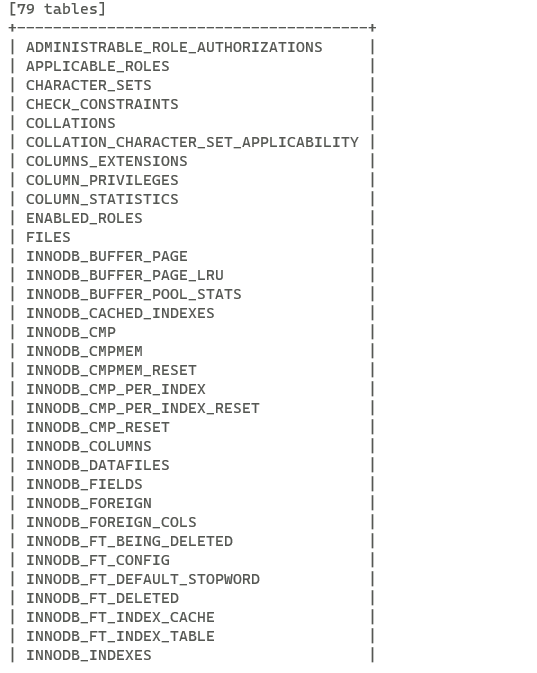 [79 tables]
+---------------------------------------+
| ADMINISTRABLE_ROLE_AUTHORIZATIONS     |
| APPLICABLE_ROLES                      |
| CHARACTER_SETS                        |
| CHECK_CONSTRAINTS                     |
| COLLATIONS                            |
| COLLATION_CHARACTER_SET_APPLICABILITY |
| COLUMNS_EXTENSIONS                    |
| COLUMN_PRIVILEGES                     |
| COLUMN_STATISTICS                     |
| ENABLED_ROLES                         |
| FILES                                 |
| INNODB_BUFFER_PAGE                    |
| INNODB_BUFFER_PAGE_LRU                |
| INNODB_BUFFER_POOL_STATS              |
| INNODB_CACHED_INDEXES                 |
| INNODB_CMP                            |
| INNODB_CMPMEM                         |
| INNODB_CMPMEM_RESET                   |
| INNODB_CMP_PER_INDEX                  |
| INNODB_CMP_PER_INDEX_RESET            |
| INNODB_CMP_RESET                      |
| INNODB_COLUMNS                        |
| INNODB_DATAFILES                      |
| INNODB_FIELDS                         |
| INNODB_FOREIGN                        |
| INNODB_FOREIGN_COLS                   |
| INNODB_FT_BEING_DELETED               |
| INNODB_FT_CONFIG                      |
| INNODB_FT_DEFAULT_STOPWORD            |
| INNODB_FT_DELETED                     |
| INNODB_FT_INDEX_CACHE                 |
| INNODB_FT_INDEX_TABLE                 |
| INNODB_INDEXES                        |